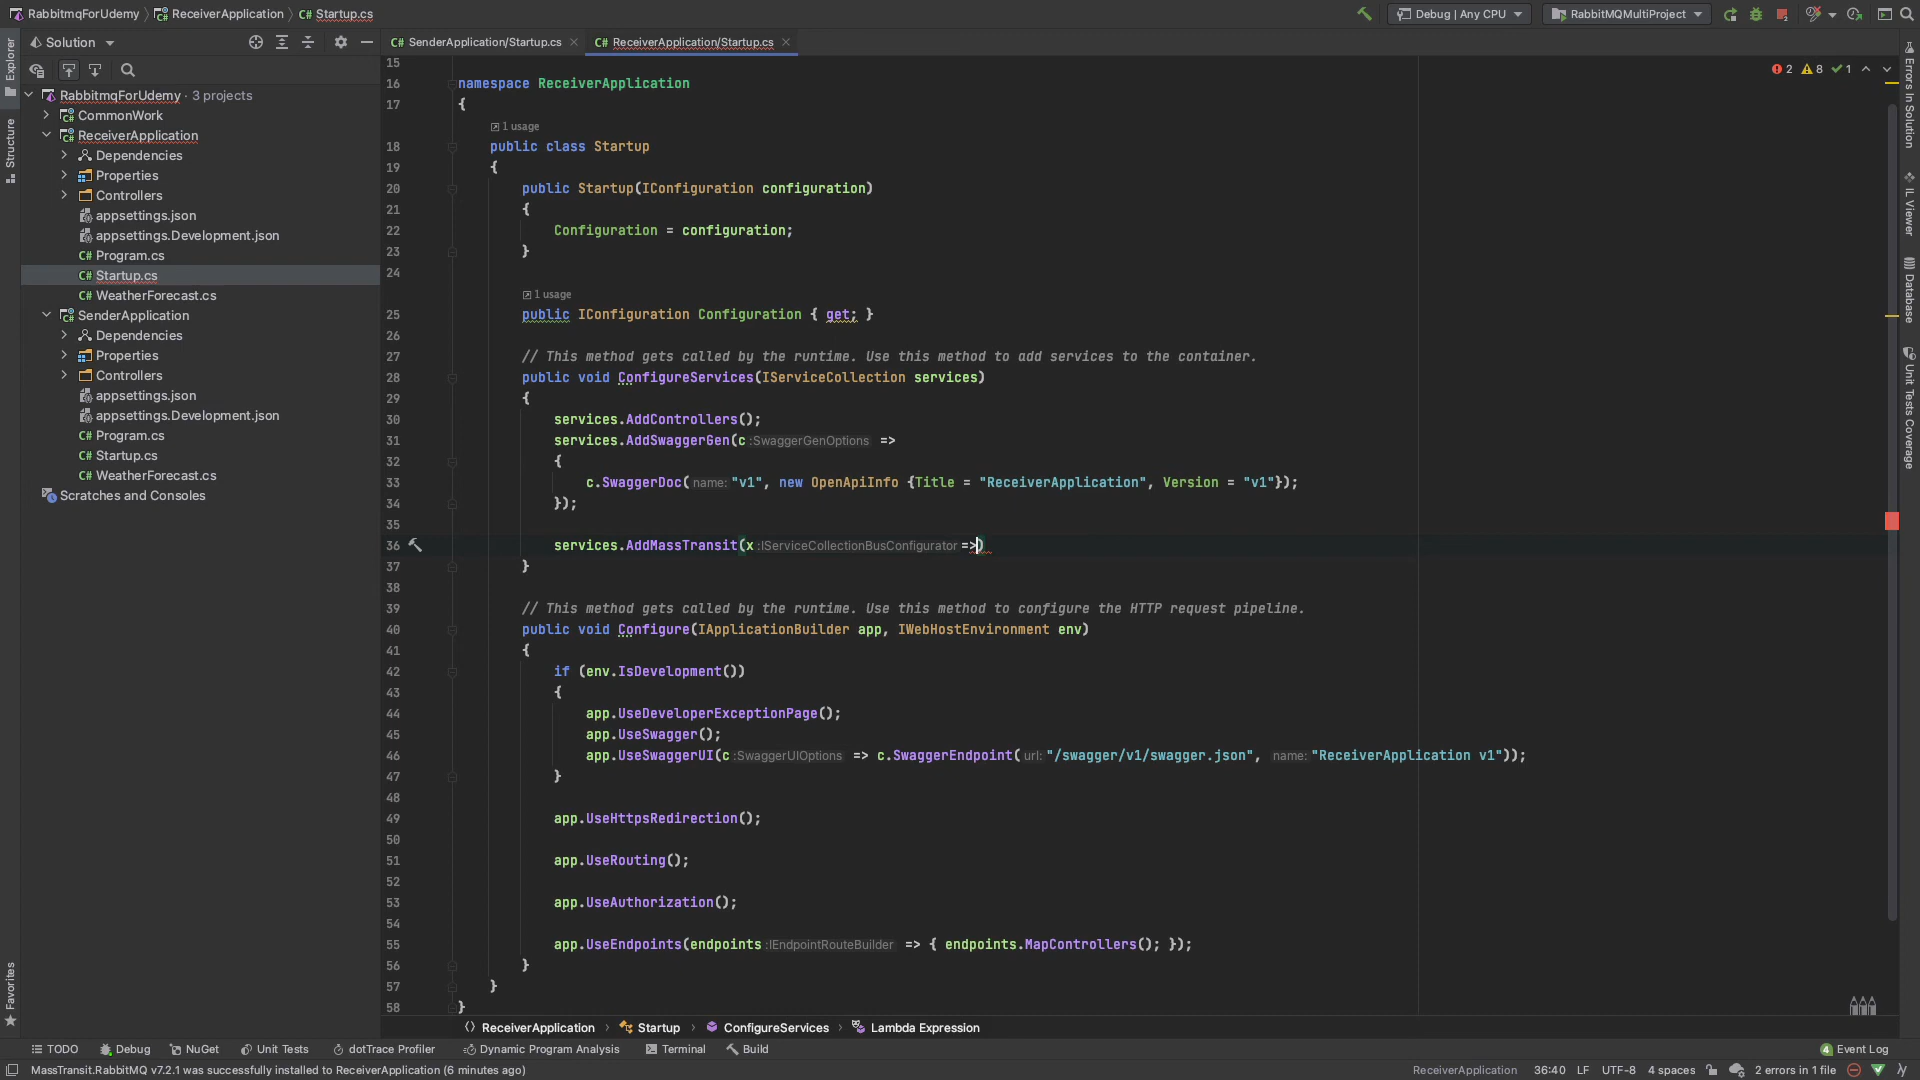 RabbitmqForUdemy ReceiverApplication C# Startup.cs Debug | Any CPU RabbitMQMultiProject
Solution
C# SenderApplication/Startup.cs C# ReceiverApplication/Startup.cs
2 8 1
RabbitmqForUdemy · 3 projects
CommonWork
ReceiverApplication
Dependencies
Properties
Controllers
appsettings.json
appsettings.Development.json
C# Program.cs
C# Startup.cs
C# WeatherForecast.cs
SenderApplication
Dependencies
Properties
Controllers
appsettings.json
appsettings.Development.json
C# Program.cs
C# Startup.cs
C# WeatherForecast.cs
Scratches and Consoles
Explorer
Structure
Favorites
15
16 namespace ReceiverApplication
17 {
1 usage
18 public class Startup
19 {
20 public Startup(IConfiguration configuration)
21 {
22 Configuration = configuration;
23 }
24
1 usage
25 public IConfiguration Configuration { get; }
26
27 // This method gets called by the runtime. Use this method to add services to the container.
28 public void ConfigureServices(IServiceCollection services)
29 {
30 services.AddControllers();
31 services.AddSwaggerGen(c :SwaggerGenOptions =>
32 {
33 c.SwaggerDoc( name: "v1", new OpenApiInfo {Title = "ReceiverApplication", Version = "v1"});
34 });
35
36 services.AddMassTransit(x :IServiceCollectionBusConfigurator =>)
37 }
38
39 // This method gets called by the runtime. Use this method to configure the HTTP request pipeline.
40 public void Configure(IApplicationBuilder app, IWebHostEnvironment env)
41 {
42 if (env.IsDevelopment())
43 {
44 app.UseDeveloperExceptionPage();
45 app.UseSwagger();
46 app.UseSwaggerUI(c :SwaggerUIOptions => c.SwaggerEndpoint( url: "/swagger/v1/swagger.json", name: "ReceiverApplication v1"));
47 }
48
49 app.UseHttpsRedirection();
50
51 app.UseRouting();
52
53 app.UseAuthorization();
54
55 app.UseEndpoints(endpoints :IEndpointRouteBuilder => { endpoints.MapControllers(); });
56 }
57 }
58 }
Errors In Solution
IL Viewer
Database
Unit Tests Coverage
ReceiverApplication Startup ConfigureServices Lambda Expression
TODO Debug NuGet Unit Tests dotTrace Profiler Dynamic Program Analysis Terminal Build 4 Event Log
MassTransit.RabbitMQ v7.2.1 was successfully installed to ReceiverApplication (6 minutes ago) ReceiverApplication 36:40 LF UTF-8 4 spaces 2 errors in 1 file